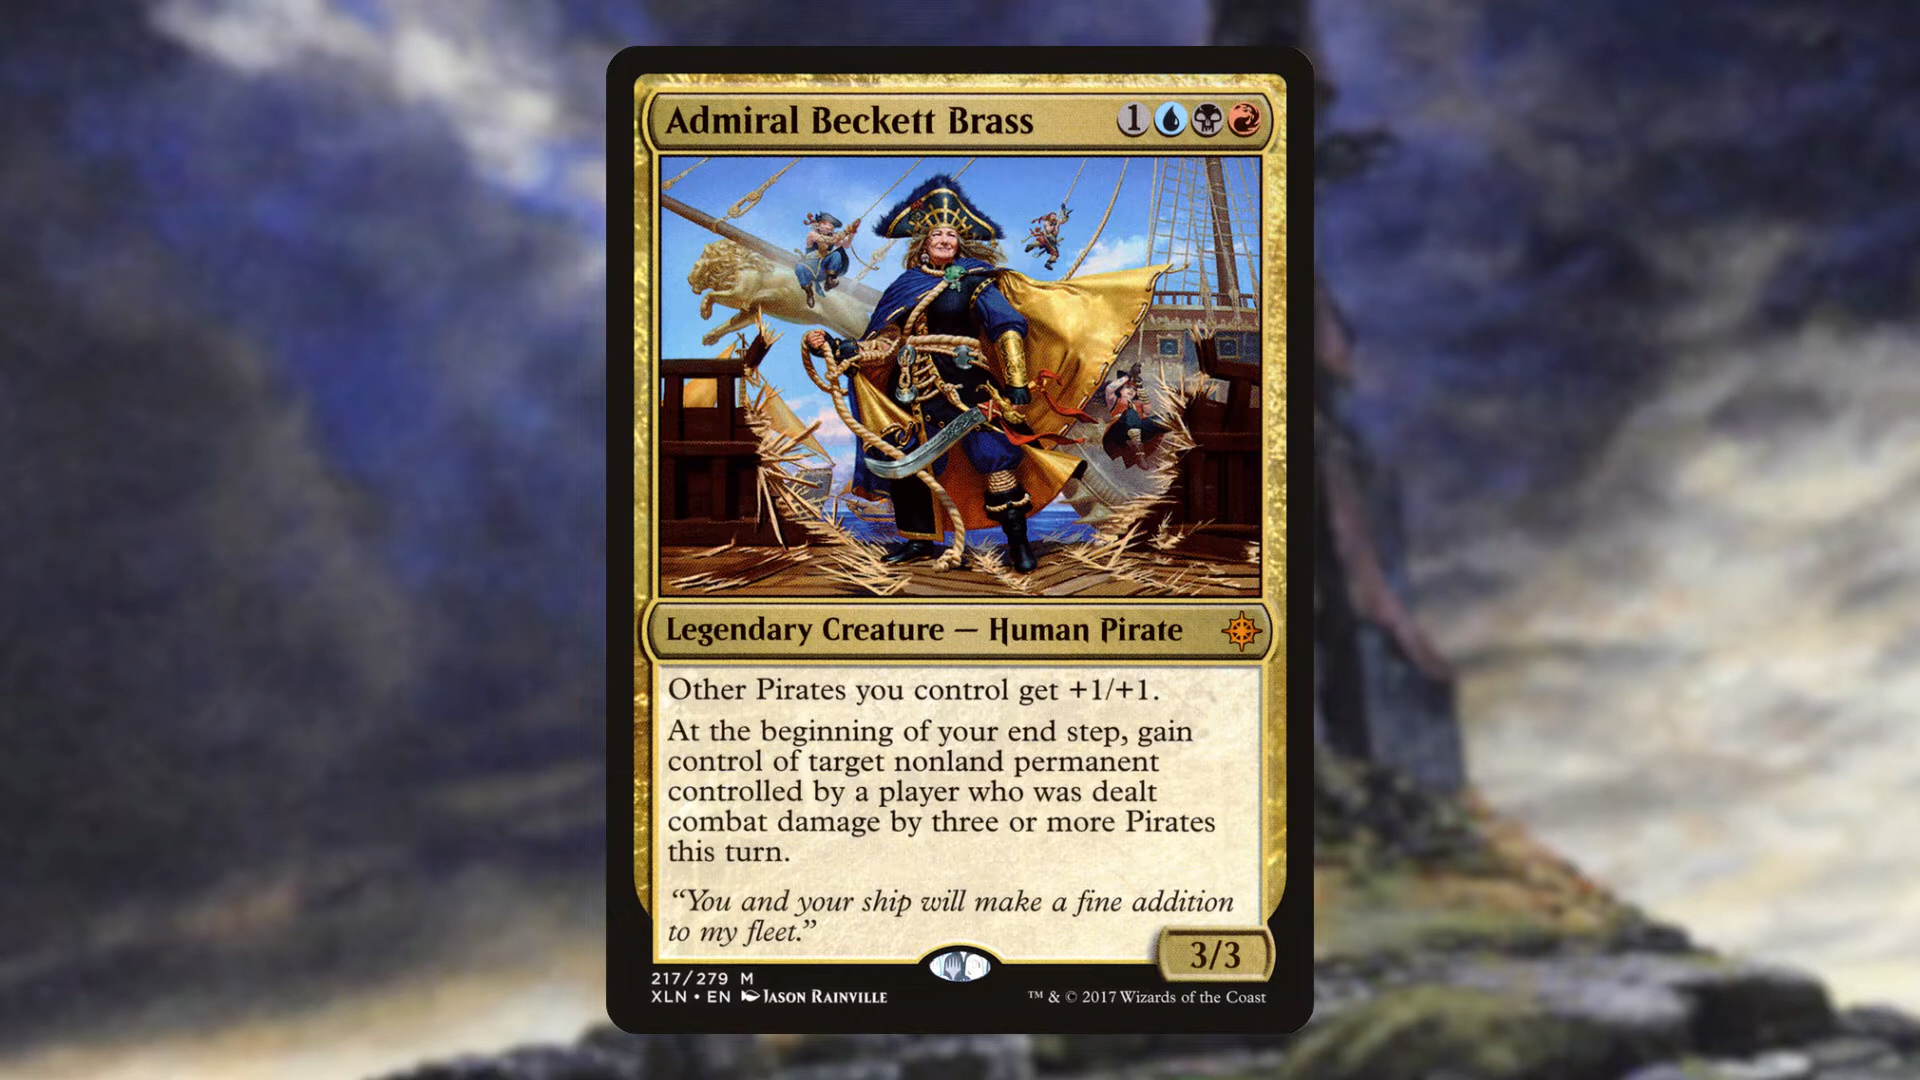 Admiral Beckett Brass 1
Legendary Creature — Human Pirate
Other Pirates you control get +1/+1.
At the beginning of your end step, gain
control of target nonland permanent
controlled by a player who was dealt
combat damage by three or more Pirates
this turn.
“You and your ship will make a fine addition
to my fleet.”
3/3
217/279 M
XLN • EN Jason Rainville
™ & © 2017 Wizards of the Coast